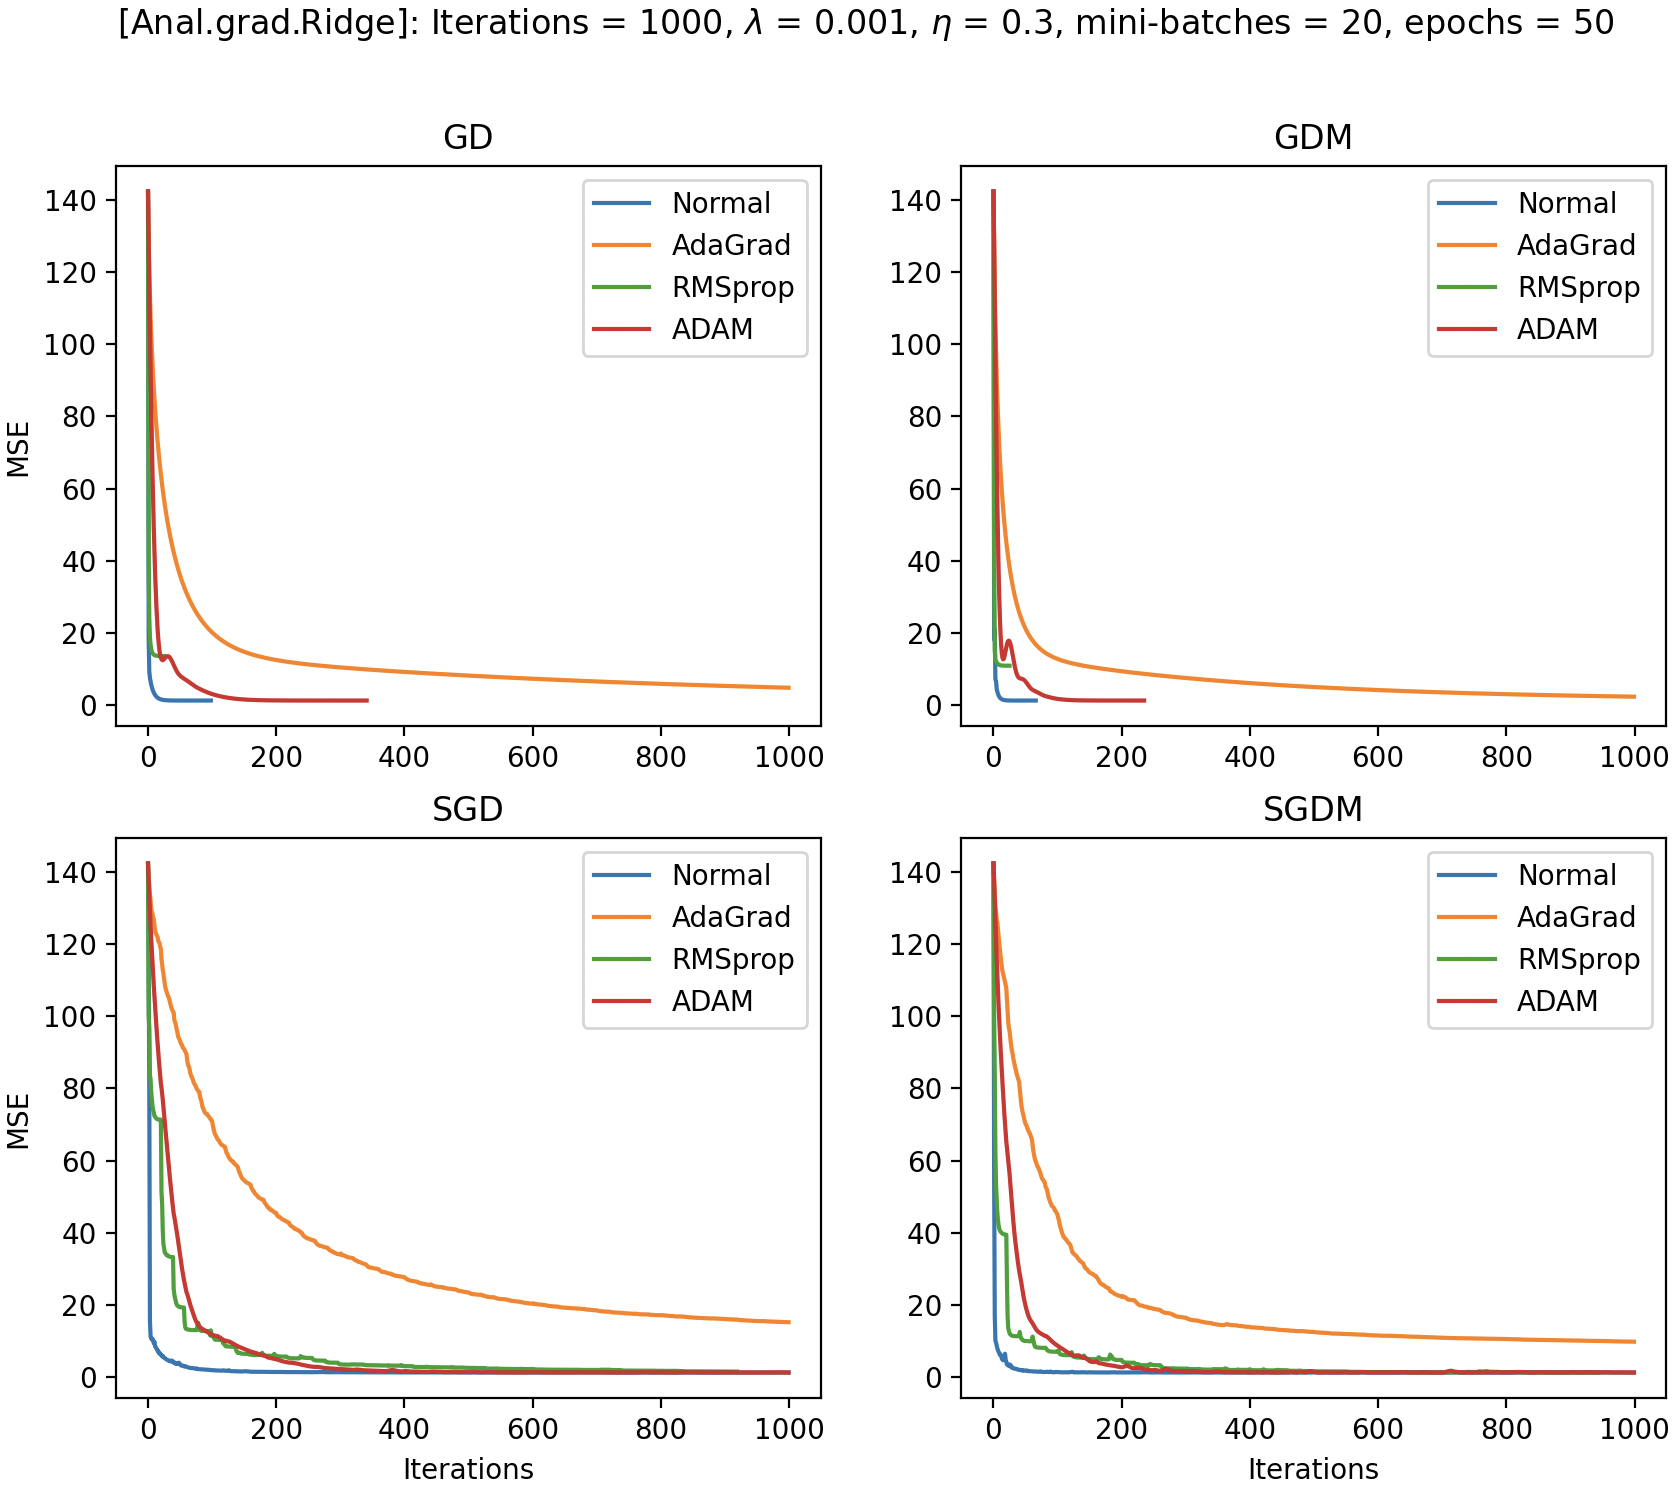 [Anal.grad.Ridge]: Iterations = 1000, λ = 0.001, η = 0.3, mini-batches = 20, epochs = 50
GD
MSE
140
120
100
80
60
40
20
0
0 200 400 600 800 1000
Normal
AdaGrad
RMSprop
ADAM
GDM
140
120
100
80
60
40
20
0
0 200 400 600 800 1000
Normal
AdaGrad
RMSprop
ADAM
SGD
MSE
140
120
100
80
60
40
20
0
0 200 400 600 800 1000
Iterations
Normal
AdaGrad
RMSprop
ADAM
SGDM
140
120
100
80
60
40
20
0
0 200 400 600 800 1000
Iterations
Normal
AdaGrad
RMSprop
ADAM